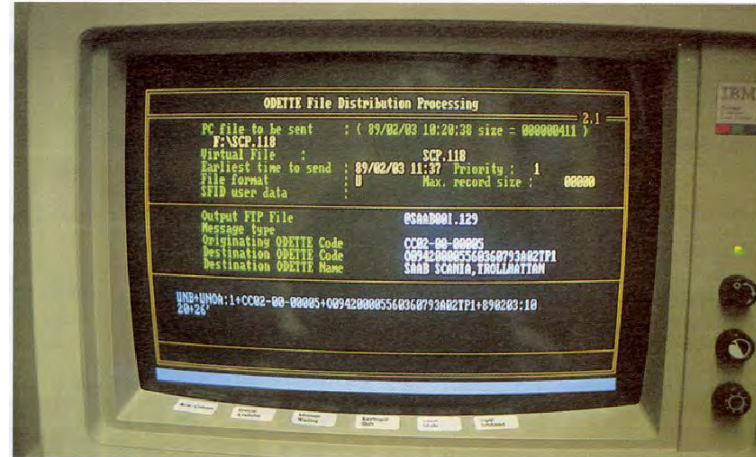 IBM
ODETTE File Distribution Processing
2.1
PC file to be sent : ( 89/02/03 10:20:38 size = 000000411 )
F:\SCP.118
Virtual File : SCP.118
Earliest time to send : 89/02/03 11:37 Priority : 1
File format : U Max. record size : 00000
SFID user data :
Output FTP File @SAAB001.129
Message type
Originating ODETTE Code CC02-00-00005
Destination ODETTE Code O094200005560360793A02TP1
Destination ODETTE Name SAAB SCANIA,TROLLHATTAN
UNB+UNOA:1+CC02-00-00005+O094200005560360793A02TP1+890203:10
20+26'